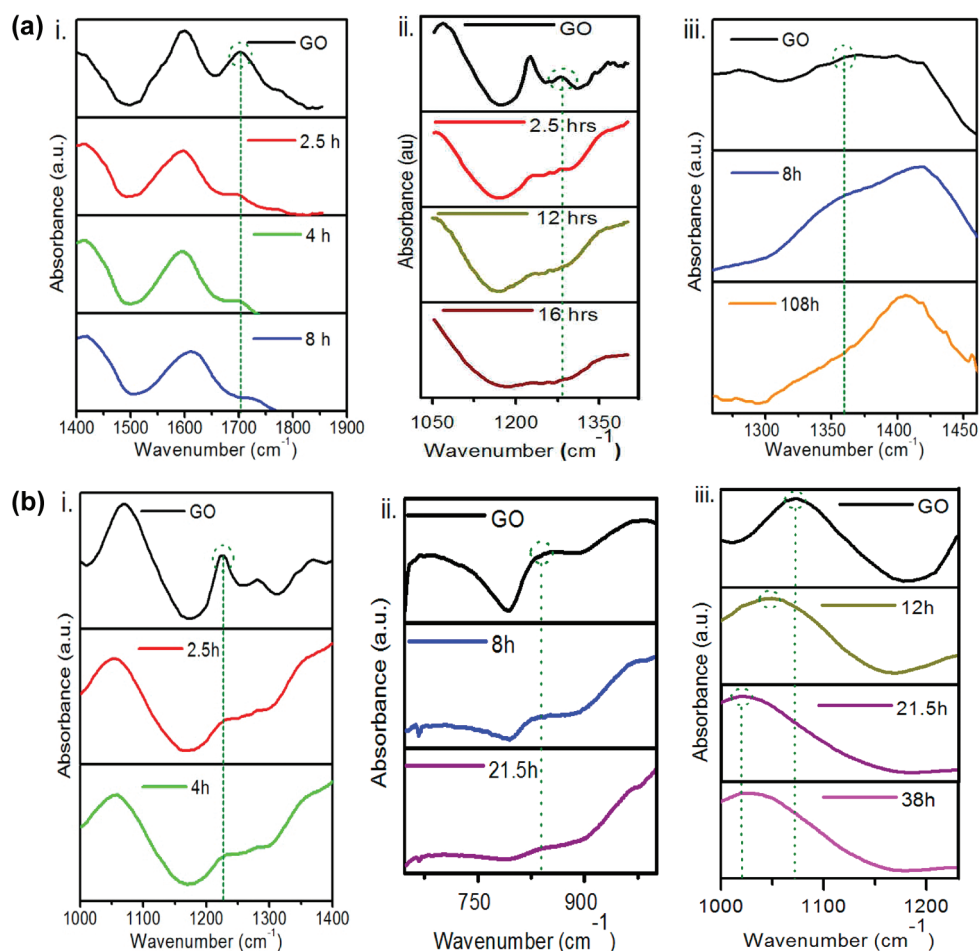 (a)
i.
GO
2.5 h
4 h
8 h
Absorbance (a.u.)
1400 1500 1600 1700 1800 1900
Wavenumber (cm⁻¹)
ii.
GO
2.5 hrs
12 hrs
16 hrs
Absorbance (au)
1050 1200 1350
Wavenumber (cm⁻¹)
iii.
GO
8h
108h
Absorbance (a.u.)
1300 1350 1400 1450
Wavenumber (cm⁻¹)
(b)
i.
GO
2.5h
4h
Absorbance (a.u.)
1000 1100 1200 1300 1400
Wavenumber (cm⁻¹)
ii.
GO
8h
21.5h
750 900
Wavenumber (cm⁻¹)
iii.
GO
12h
21.5h
38h
Absorbance (a.u.)
1000 1100 1200
Wavenumber (cm⁻¹)